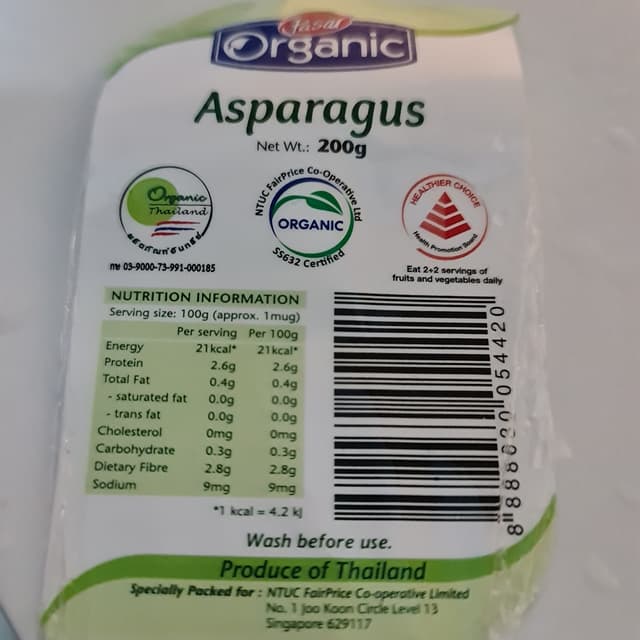 Pasar
Organic
Asparagus
Net Wt.: 200g
Organic
Thailand
NTUC FairPrice Co-Operative Ltd
ORGANIC
SS632 Certified
HEALTHIER CHOICE
Health Promotion Board
กษ 03-9000-73-991-000185
Eat 2+2 servings of
fruits and vegetables daily
NUTRITION INFORMATION
Serving size: 100g (approx. 1mug)
Per serving Per 100g
Energy 21kcal* 21kcal*
Protein 2.6g 2.6g
Total Fat 0.4g 0.4g
- saturated fat 0.0g 0.0g
- trans fat 0.0g 0.0g
Cholesterol 0mg 0mg
Carbohydrate 0.3g 0.3g
Dietary Fibre 2.8g 2.8g
Sodium 9mg 9mg
*1 kcal = 4.2 kJ
8 888030 054420
Wash before use.
Produce of Thailand
Specially Packed for : NTUC FairPrice Co-operative Limited
No. 1 Joo Koon Circle Level 13
Singapore 629117